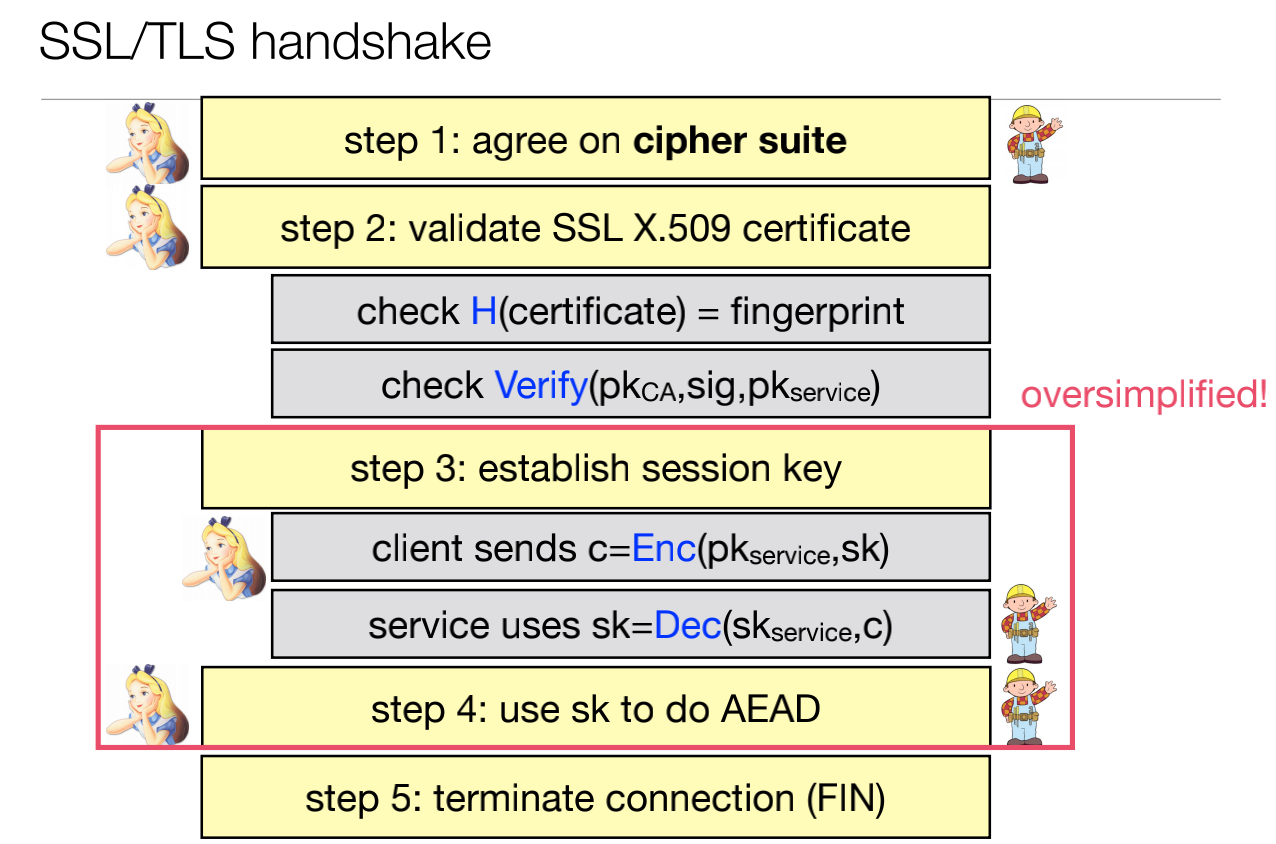 SSL/TLS handshake
step 1: agree on cipher suite
step 2: validate SSL X.509 certificate
check H(certificate) = fingerprint
check Verify(pkCA,sig,pkservice)
oversimplified!
step 3: establish session key
client sends c=Enc(pkservice,sk)
service uses sk=Dec(skservice,c)
step 4: use sk to do AEAD
step 5: terminate connection (FIN)